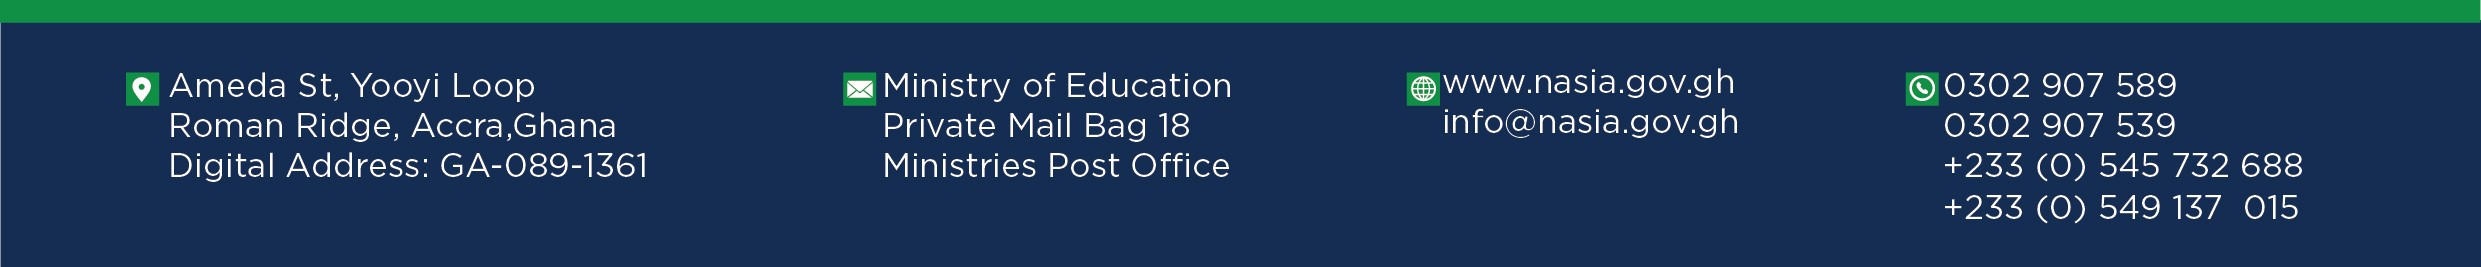 Ameda St, Yooyi Loop
Roman Ridge, Accra,Ghana
Digital Address: GA-089-1361
Ministry of Education
Private Mail Bag 18
Ministries Post Office
www.nasia.gov.gh
info@nasia.gov.gh
0302 907 589
0302 907 539
+233 (0) 545 732 688
+233 (0) 549 137  015